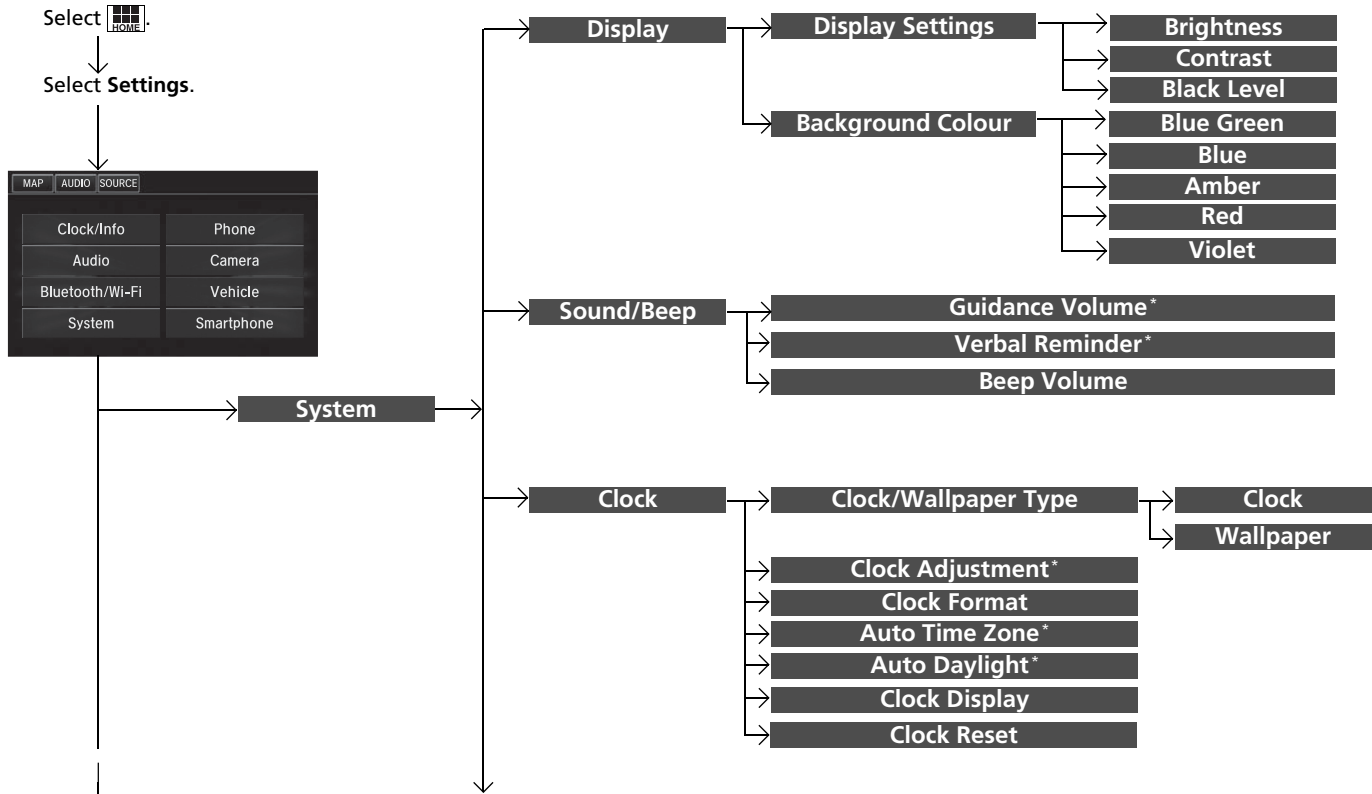 Select HOME.
Select Settings.
MAP AUDIO SOURCE
Clock/Info Phone
Audio Camera
Bluetooth/Wi-Fi Vehicle
System Smartphone
System
Display
Display Settings
Brightness
Contrast
Black Level
Background Colour
Blue Green
Blue
Amber
Red
Violet
Sound/Beep
Guidance Volume*
Verbal Reminder*
Beep Volume
Clock
Clock/Wallpaper Type
Clock
Wallpaper
Clock Adjustment*
Clock Format
Auto Time Zone*
Auto Daylight*
Clock Display
Clock Reset